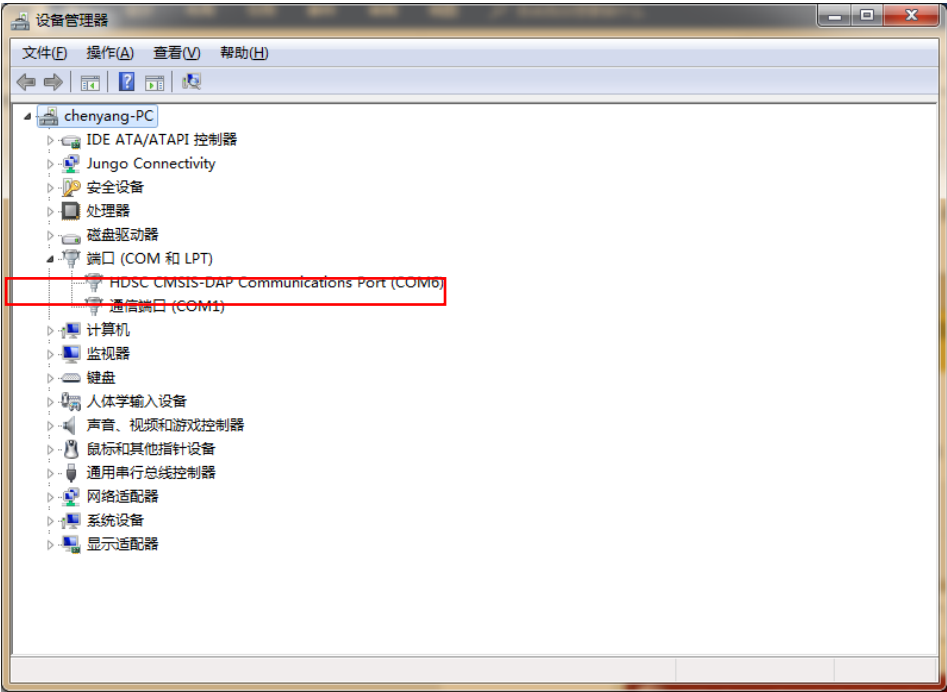 设备管理器
文件(F) 操作(A) 查看(V) 帮助(H)
chenyang-PC
IDE ATA/ATAPI 控制器
Jungo Connectivity
安全设备
处理器
磁盘驱动器
端口 (COM 和 LPT)
HDSC CMSIS-DAP Communications Port (COM6)
通信端口 (COM1)
计算机
监视器
键盘
人体学输入设备
声音、视频和游戏控制器
鼠标和其他指针设备
通用串行总线控制器
网络适配器
系统设备
显示适配器